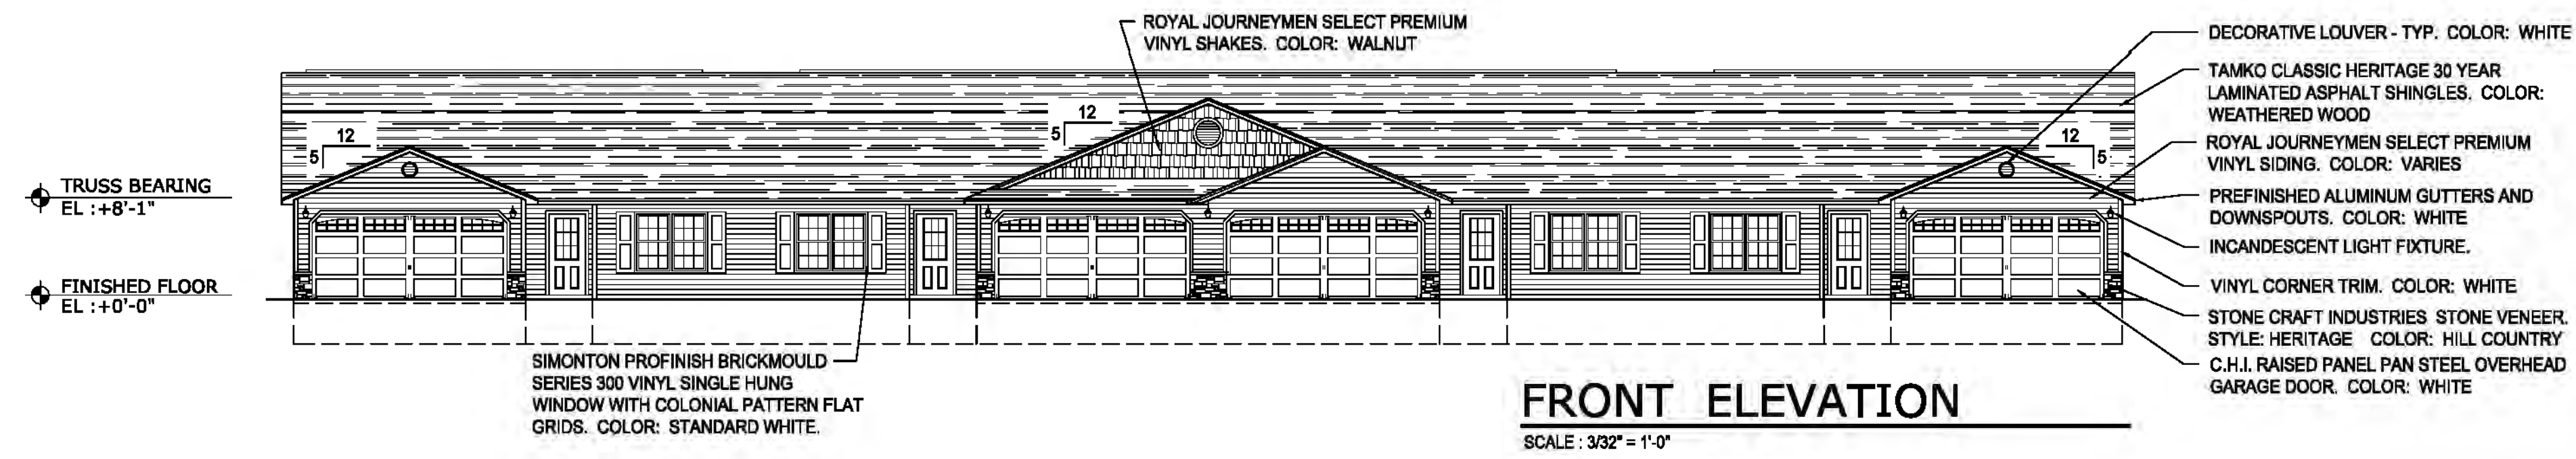 ROYAL JOURNEYMEN SELECT PREMIUM
VINYL SHAKES. COLOR: WALNUT
12
5
12
5
12
5
TRUSS BEARING
EL :+8'-1"
FINISHED FLOOR
EL :+0'-0"
DECORATIVE LOUVER - TYP. COLOR: WHITE
TAMKO CLASSIC HERITAGE 30 YEAR
LAMINATED ASPHALT SHINGLES. COLOR:
WEATHERED WOOD
ROYAL JOURNEYMEN SELECT PREMIUM
VINYL SIDING. COLOR: VARIES
PREFINISHED ALUMINUM GUTTERS AND
DOWNSPOUTS. COLOR: WHITE
INCANDESCENT LIGHT FIXTURE.
VINYL CORNER TRIM. COLOR: WHITE
STONE CRAFT INDUSTRIES STONE VENEER.
STYLE: HERITAGE COLOR: HILL COUNTRY
C.H.I. RAISED PANEL PAN STEEL OVERHEAD
GARAGE DOOR. COLOR: WHITE
SIMONTON PROFINISH BRICKMOULD
SERIES 300 VINYL SINGLE HUNG
WINDOW WITH COLONIAL PATTERN FLAT
GRIDS. COLOR: STANDARD WHITE.
FRONT ELEVATION
SCALE : 3/32" = 1'-0"